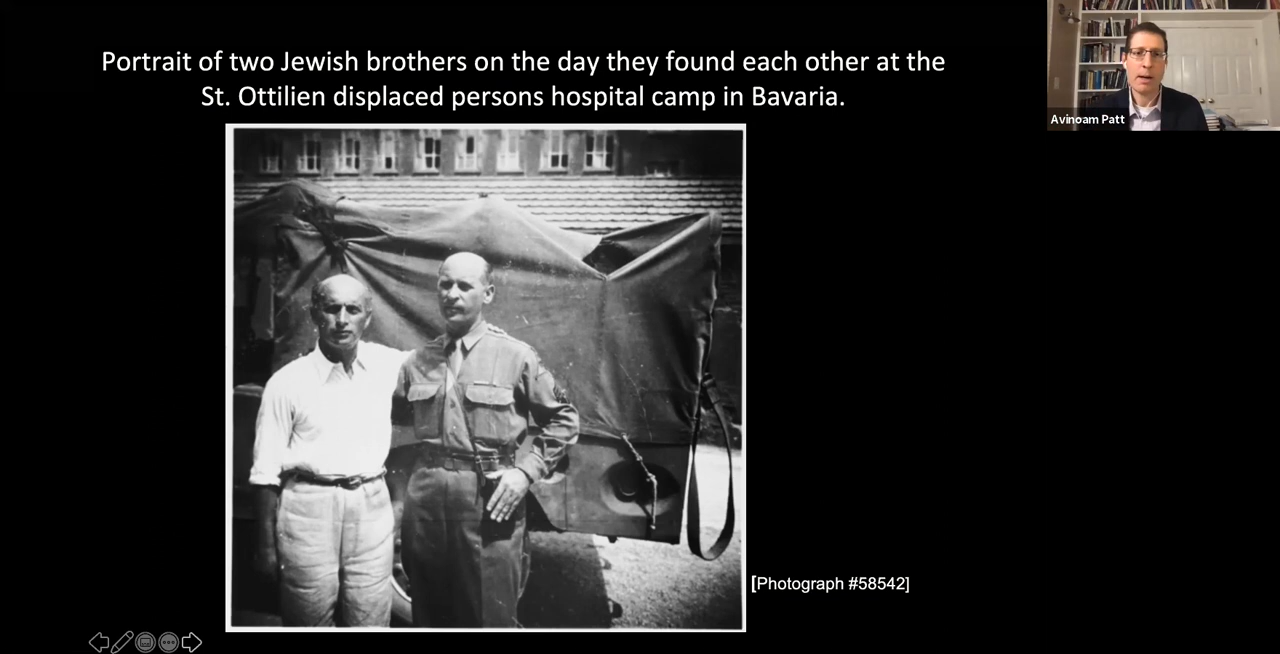 Portrait of two Jewish brothers on the day they found each other at the
St. Ottilien displaced persons hospital camp in Bavaria.
Avinoam Patt
[Photograph #58542]